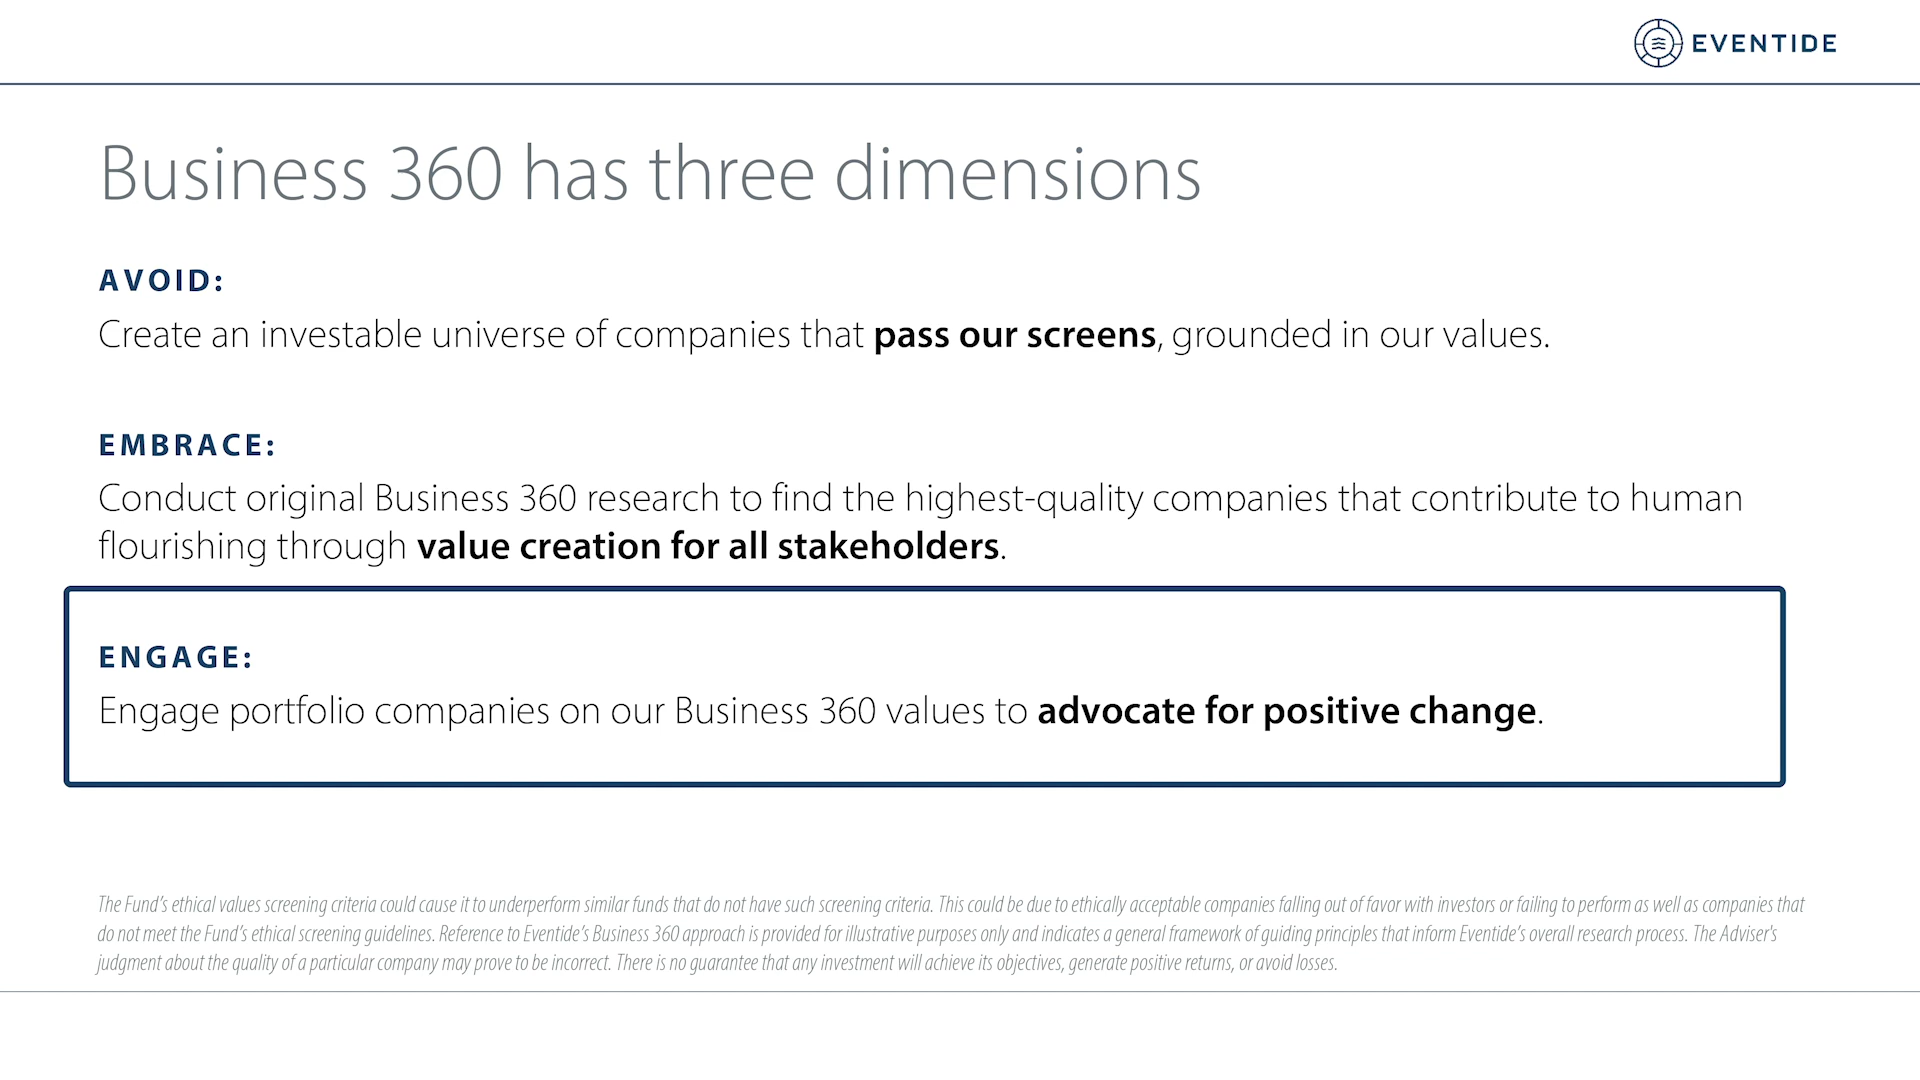 EVENTIDE
Business 360 has three dimensions
AVOID:
Create an investable universe of companies that pass our screens, grounded in our values.
EMBRACE:
Conduct original Business 360 research to find the highest-quality companies that contribute to human
flourishing through value creation for all stakeholders.
ENGAGE:
Engage portfolio companies on our Business 360 values to advocate for positive change.
The Fund's ethical values screening criteria could cause it to underperform similar funds that do not have such screening criteria. This could be due to ethically acceptable companies falling out of favor with investors or failing to perform as well as companies that
do not meet the Fund's ethical screening guidelines. Reference to Eventide's Business 360 approach is provided for illustrative purposes only and indicates a general framework of guiding principles that inform Eventide's overall research process. The Adviser's
judgment about the quality of a particular company may prove to be incorrect. There is no guarantee that any investment will achieve its objectives, generate positive returns, or avoid losses.